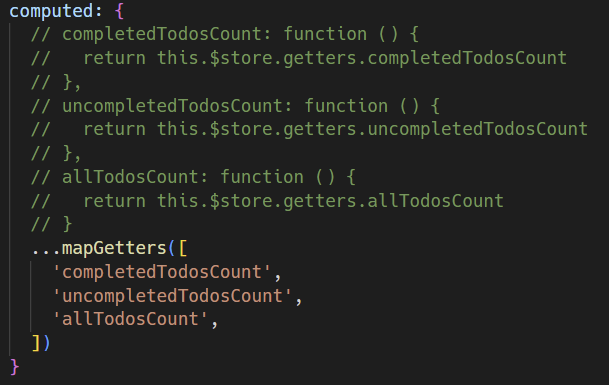 computed: {
  // completedTodosCount: function () {
  //   return this.$store.getters.completedTodosCount
  // },
  // uncompletedTodosCount: function () {
  //   return this.$store.getters.uncompletedTodosCount
  // },
  // allTodosCount: function () {
  //   return this.$store.getters.allTodosCount
  // }
  ...mapGetters([
    'completedTodosCount',
    'uncompletedTodosCount',
    'allTodosCount',
  ])
}